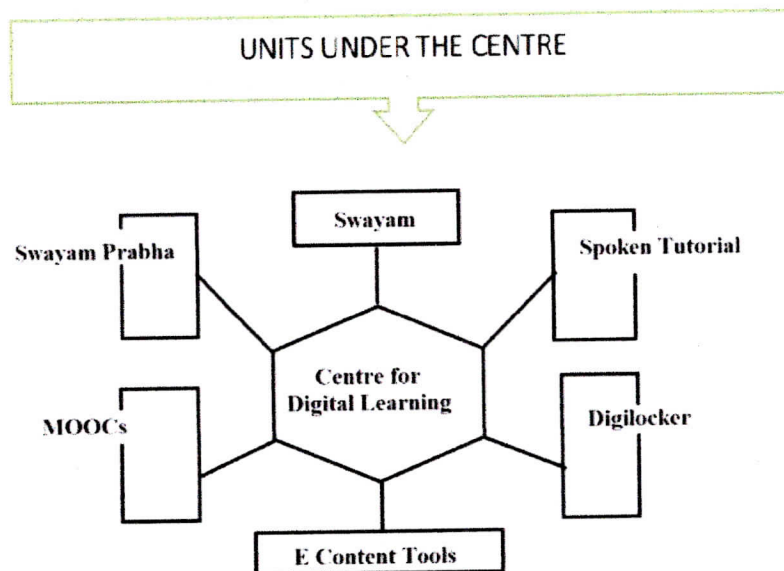 UNITS UNDER THE CENTRE
Swayam
Swayam Prabha
Spoken Tutorial
Centre for
Digital Learning
MOOCs
Digilocker
E Content Tools